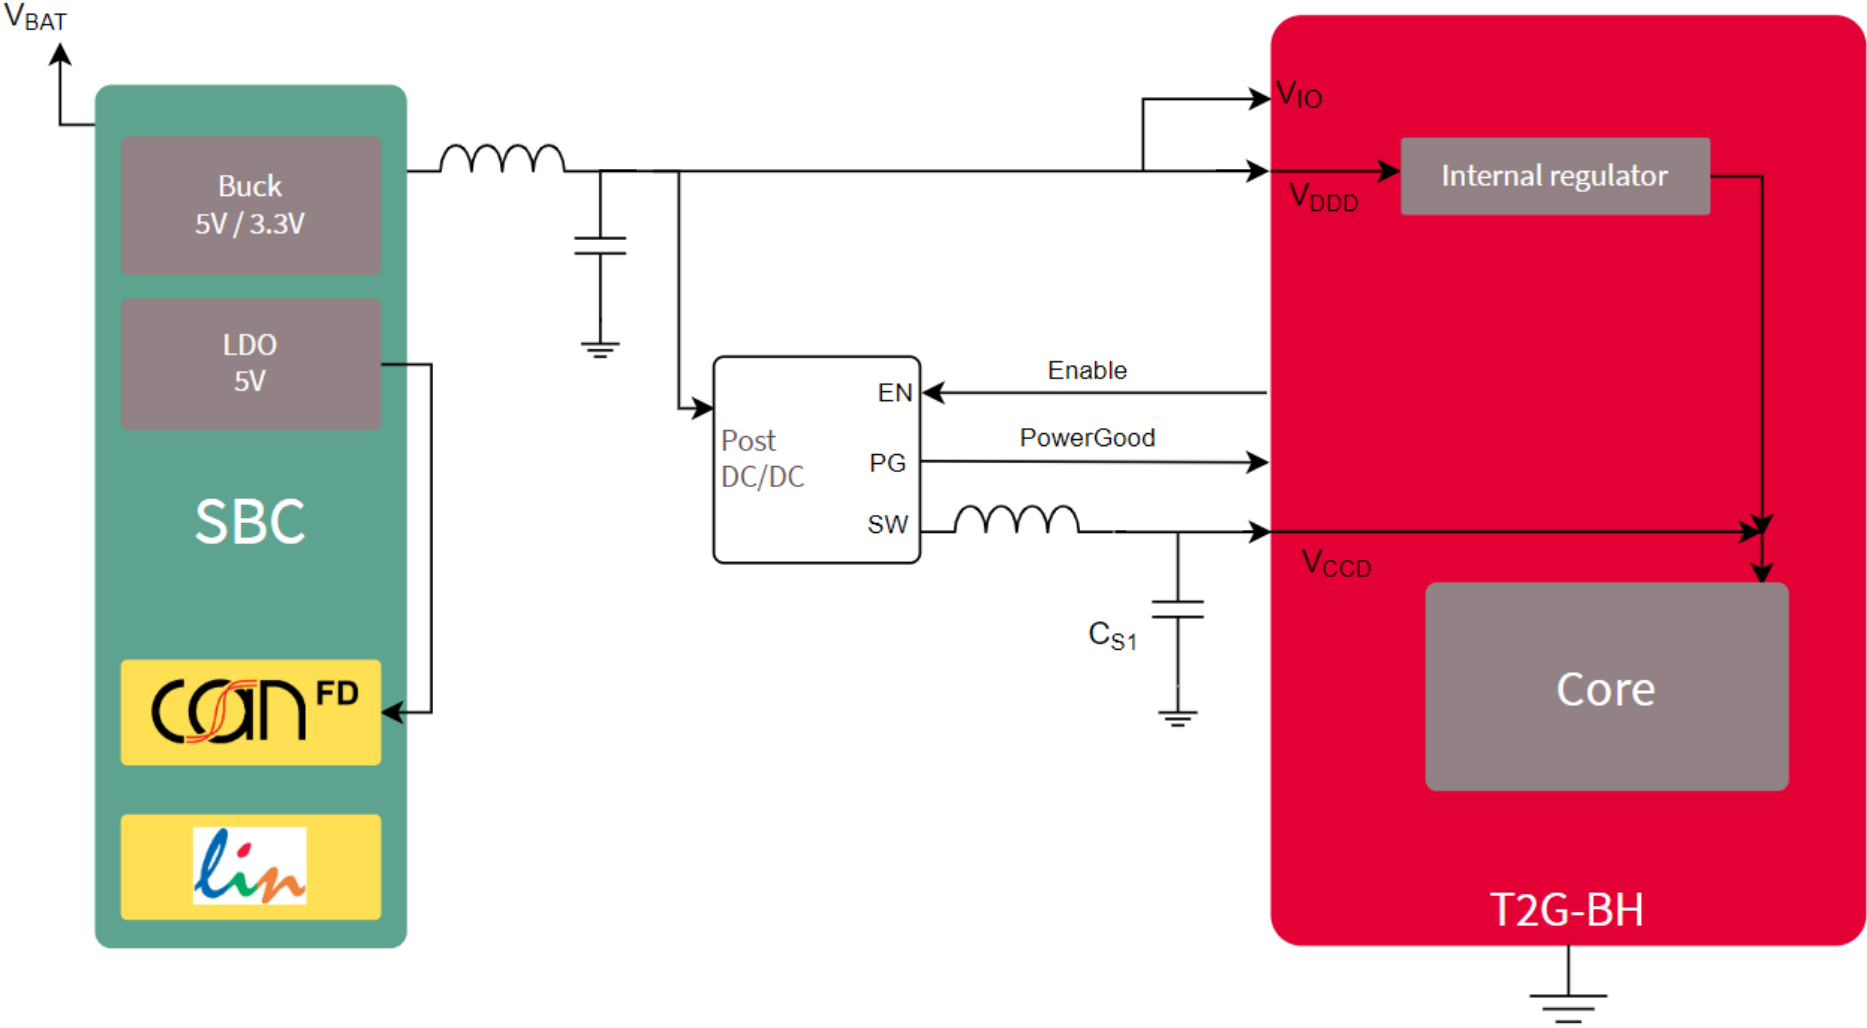 VBAT
Buck
5V / 3.3V
LDO
5V
SBC
CAN FD
lin
Post
DC/DC
EN
PG
SW
Enable
PowerGood
CS1
VIO
VDDD
Internal regulator
VCCD
Core
T2G-BH